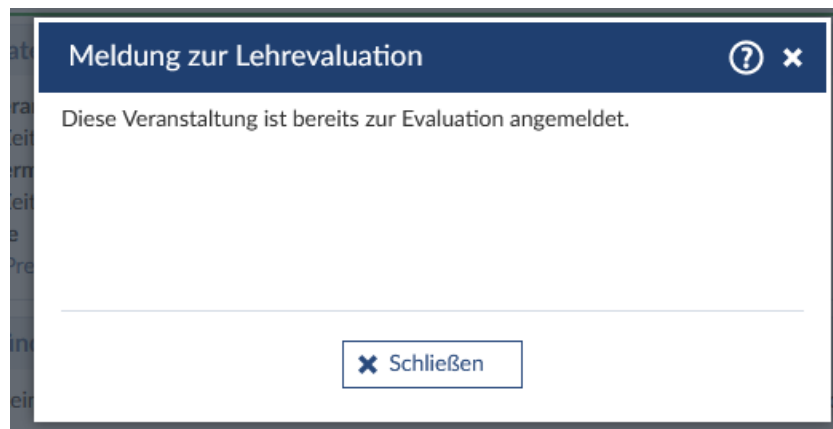 Meldung zur Lehrevaluation
Diese Veranstaltung ist bereits zur Evaluation angemeldet.
Schließen